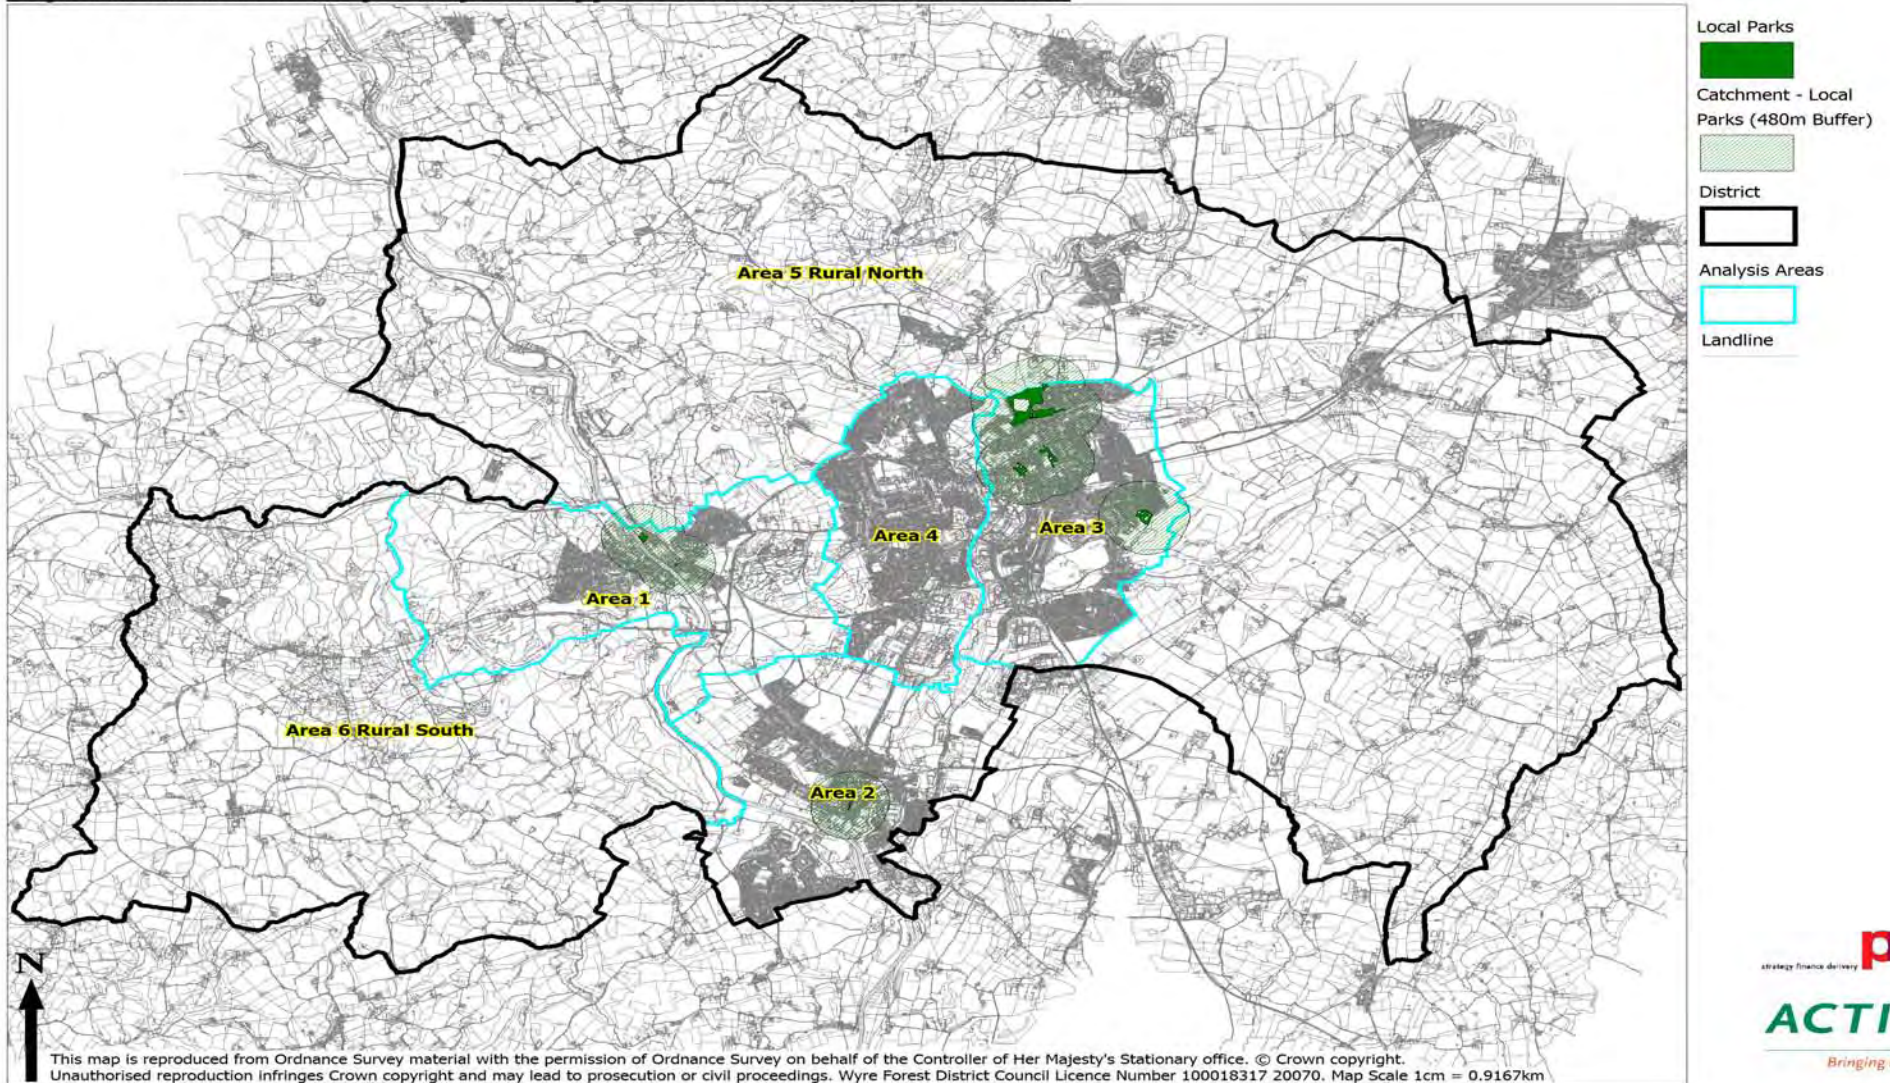 Local Parks
Catchment - Local
Parks (480m Buffer)
District
Analysis Areas
Landline
Area 5 Rural North
Area 4
Area 3
Area 1
Area 6 Rural South
Area 2
N
This map is reproduced from Ordnance Survey material with the permission of Ordnance Survey on behalf of the Controller of Her Majesty's Stationary office. © Crown copyright.
Unauthorised reproduction infringes Crown copyright and may lead to prosecution or civil proceedings. Wyre Forest District Council Licence Number 100018317 20070. Map Scale 1cm = 0.9167km
strategy finance delivery p
ACTI
Bringing